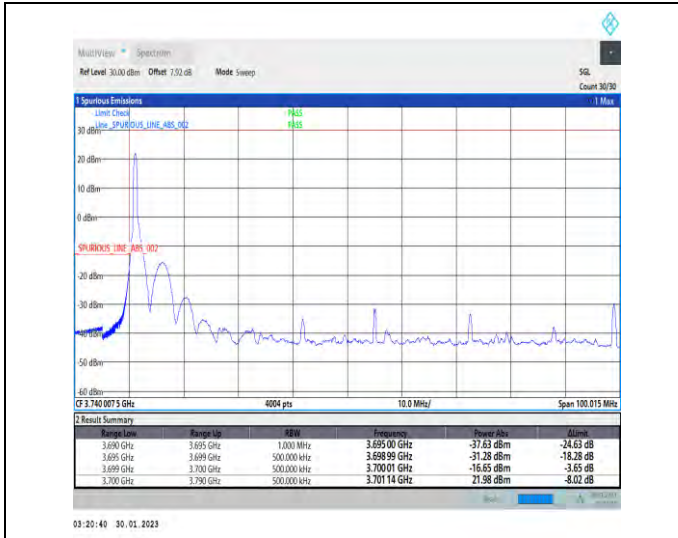 MultiView Spektrum
Ref Level 30.00 dBm Offset 7.92 dB Mode Sweep SGL
Count 30/30
1 Spurious Emissions 1 Max
Limit Check PASS
Line _SPURIOUS_LINE_ABS_002 PASS
30 dBm
20 dBm
10 dBm
0 dBm
SPURIOUS_LINE_ABS_002
-20 dBm
-30 dBm
-40 dBm
-50 dBm
-60 dBm
CF 3.740 007 5 GHz 4004 pts 10.0 MHz/ Span 100.015 MHz
2 Result Summary
Range Low Range Up RBW Frequency Power Abs ΔLimit
3.690 GHz 3.695 GHz 1.000 MHz 3.695 00 GHz -37.63 dBm -24.63 dB
3.695 GHz 3.699 GHz 500.000 kHz 3.698 99 GHz -31.28 dBm -18.28 dB
3.699 GHz 3.700 GHz 500.000 kHz 3.700 01 GHz -16.65 dBm -3.65 dB
3.700 GHz 3.790 GHz 500.000 kHz 3.701 14 GHz 21.98 dBm -8.02 dB
03:20:40 30.01.2023